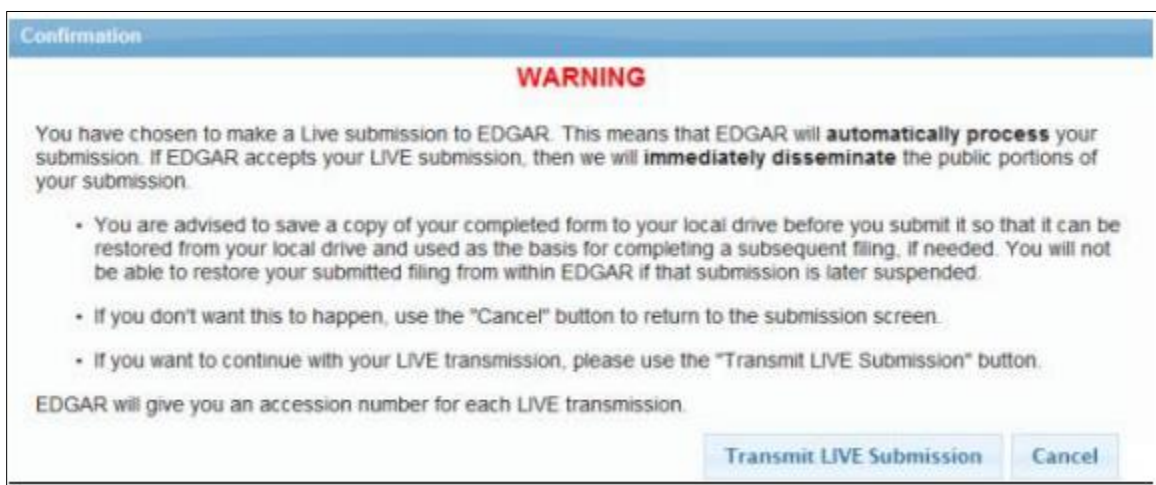 Confirmation
WARNING
You have chosen to make a Live submission to EDGAR. This means that EDGAR will automatically process your
submission. If EDGAR accepts your LIVE submission, then we will immediately disseminate the public portions of
your submission.
• You are advised to save a copy of your completed form to your local drive before you submit it so that it can be
restored from your local drive and used as the basis for completing a subsequent filing, if needed. You will not
be able to restore your submitted filing from within EDGAR if that submission is later suspended.
• If you don't want this to happen, use the "Cancel" button to return to the submission screen.
• If you want to continue with your LIVE transmission, please use the "Transmit LIVE Submission" button.
EDGAR will give you an accession number for each LIVE transmission.
Transmit LIVE Submission Cancel